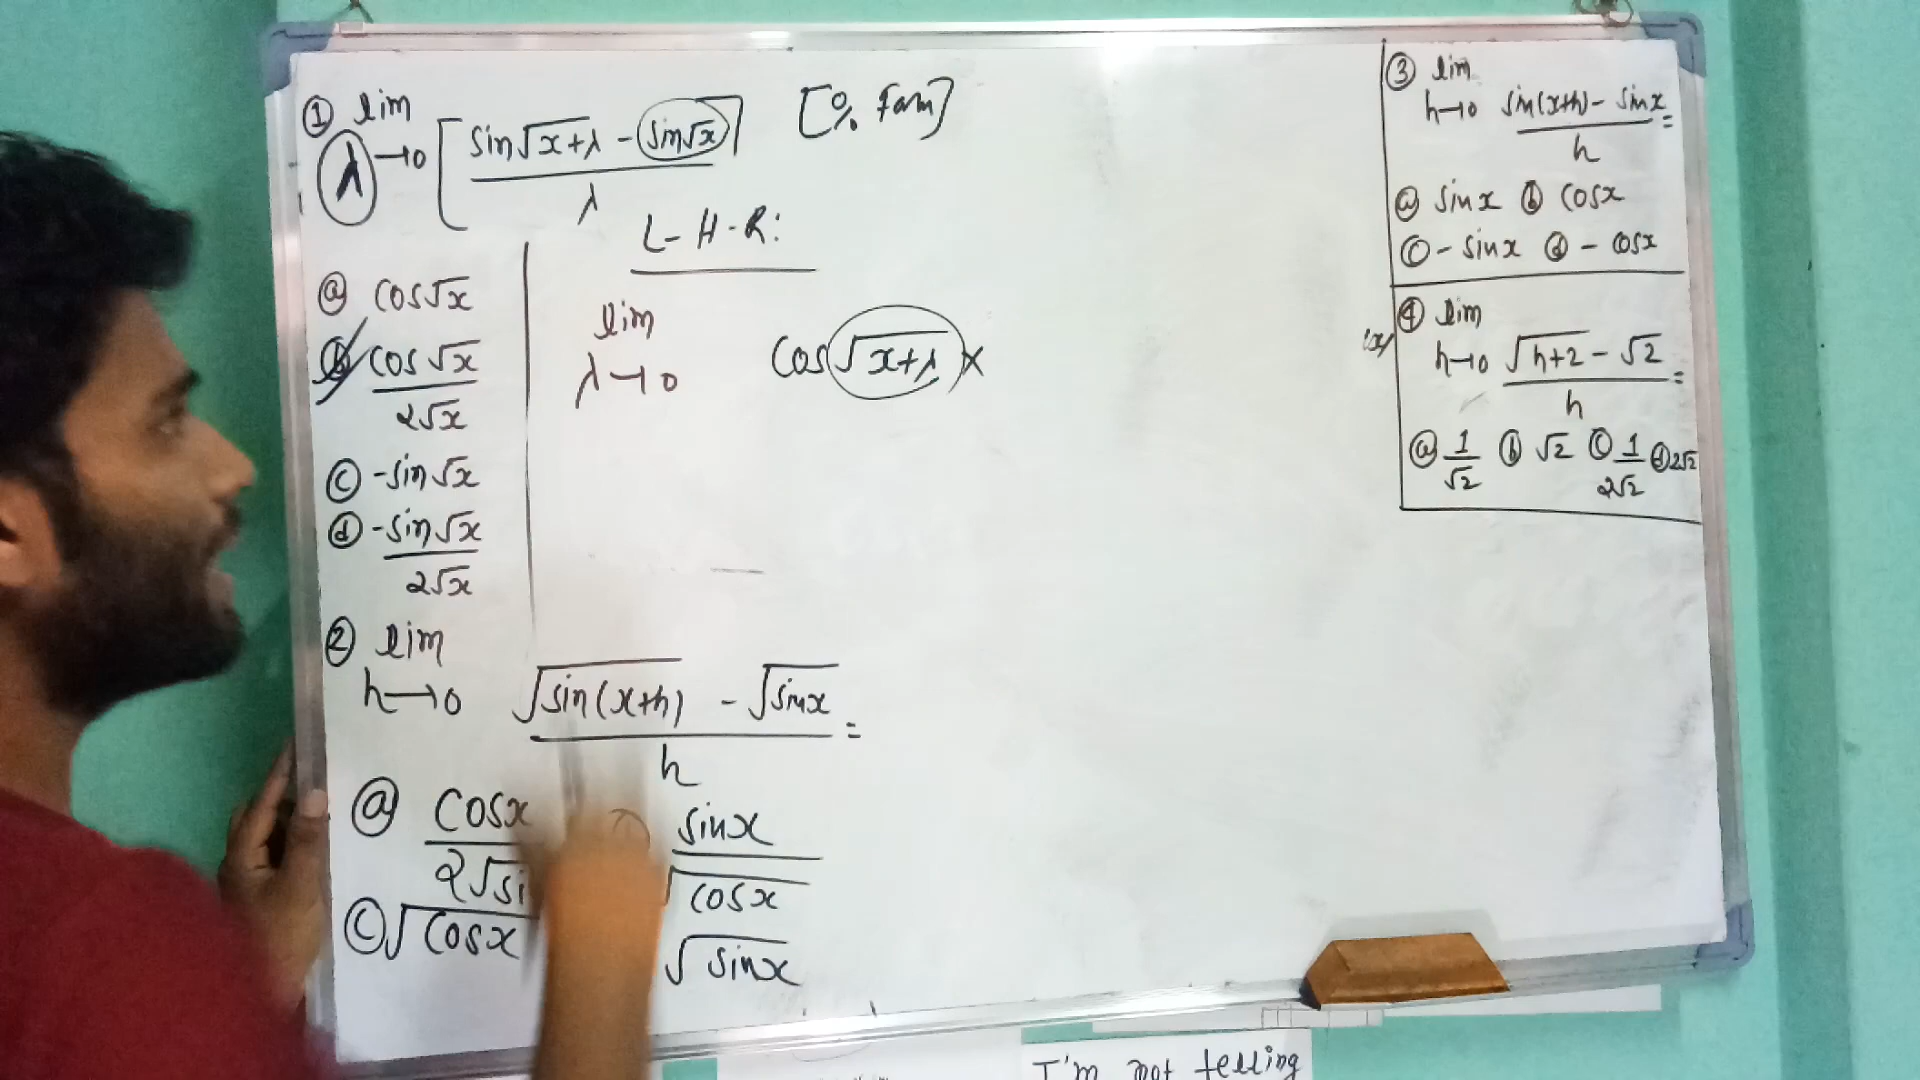 ① lim
λ→0 [sin√x+λ - sin√x / λ] [% Form]
L-H-R:
ⓐ cos√x
ⓑ cos√x / 2√x
ⓒ -sin√x
ⓓ -sin√x / 2√x
lim
λ→0 cos√x+λ ×
② lim
h→0 √sin(x+h) - √sinx / h =
ⓐ cosx
sinx / √cosx
ⓒ √cosx
√sinx
③ lim
h→0 sin(x+h) - sinx / h =
ⓐ sinx ⓑ cosx
ⓒ - sinx ⓓ - cosx
④ lim
h→0 √h+2 - √2 / h =
ⓐ 1/√2 ⓑ √2 ⓒ 1/2√2 ⓓ 2√2
I'm not telling